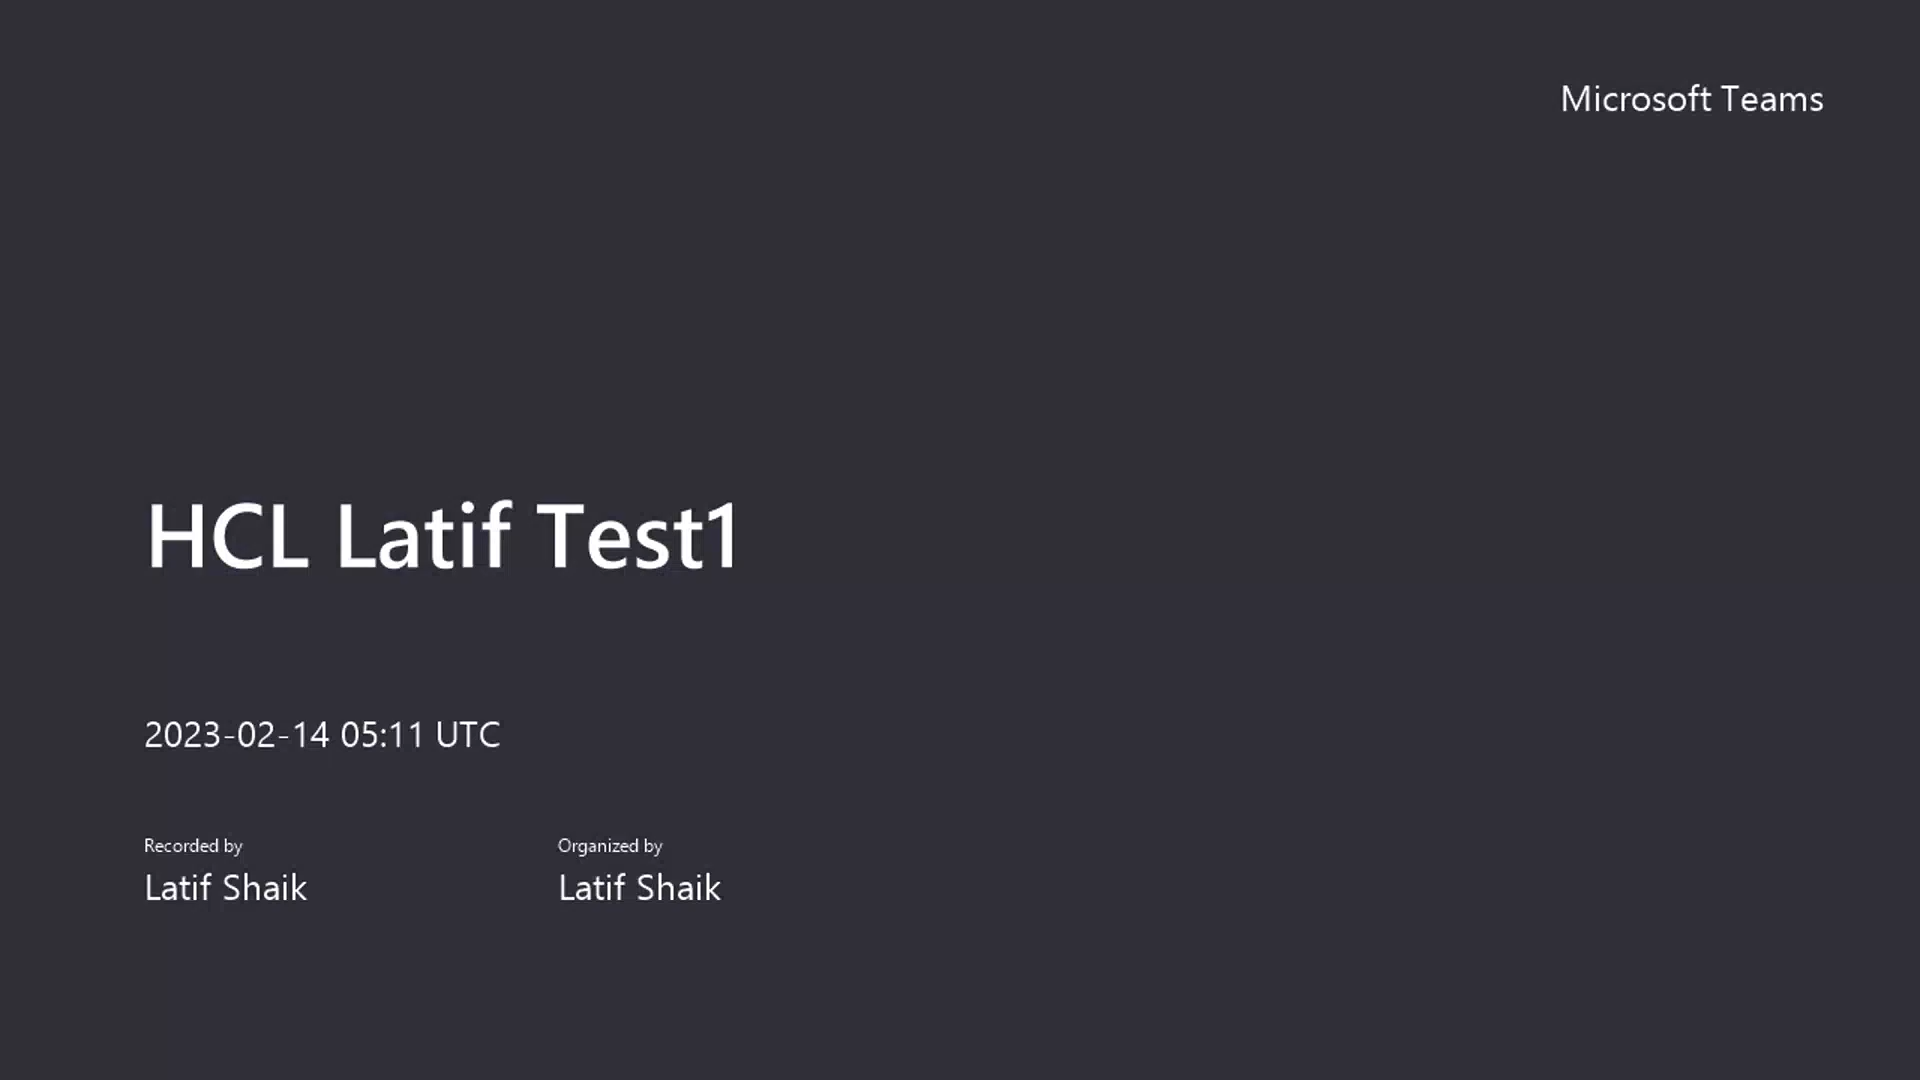 Microsoft Teams
HCL Latif Test1
2023-02-14 05:11 UTC
Recorded by
Latif Shaik
Organized by
Latif Shaik